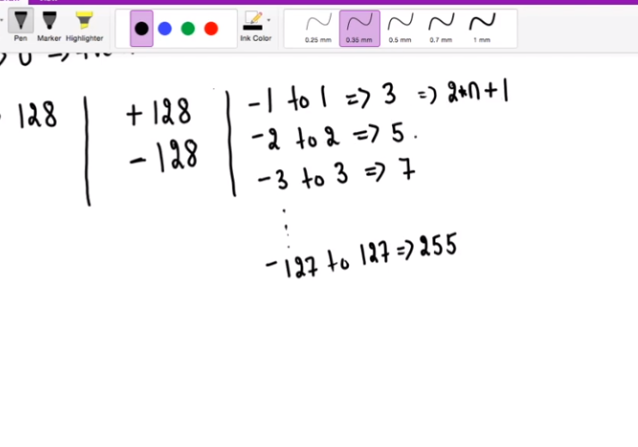 Pen Marker Highlighter Ink Color 0.25 mm 0.35 mm 0.5 mm 0.7 mm 1 mm
128 | +128 | -1 to 1 => 3 => 2*n+1
-128 | -2 to 2 => 5.
-3 to 3 => 7
-127 to 127 => 255